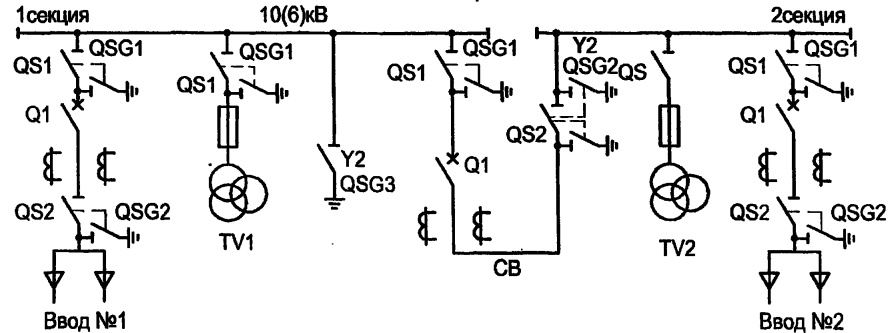 1секция 10(6)кВ 2секция
QSG1 QSG1 QSG1 Y2 QSG1
QS1 QS1 QS1 QSG2 QS QS1
Q1 Y2 Q1 QS2 Q1
QSG3
QS2 QSG2 QS2 QSG2
TV1 СВ TV2
Ввод №1 Ввод №2